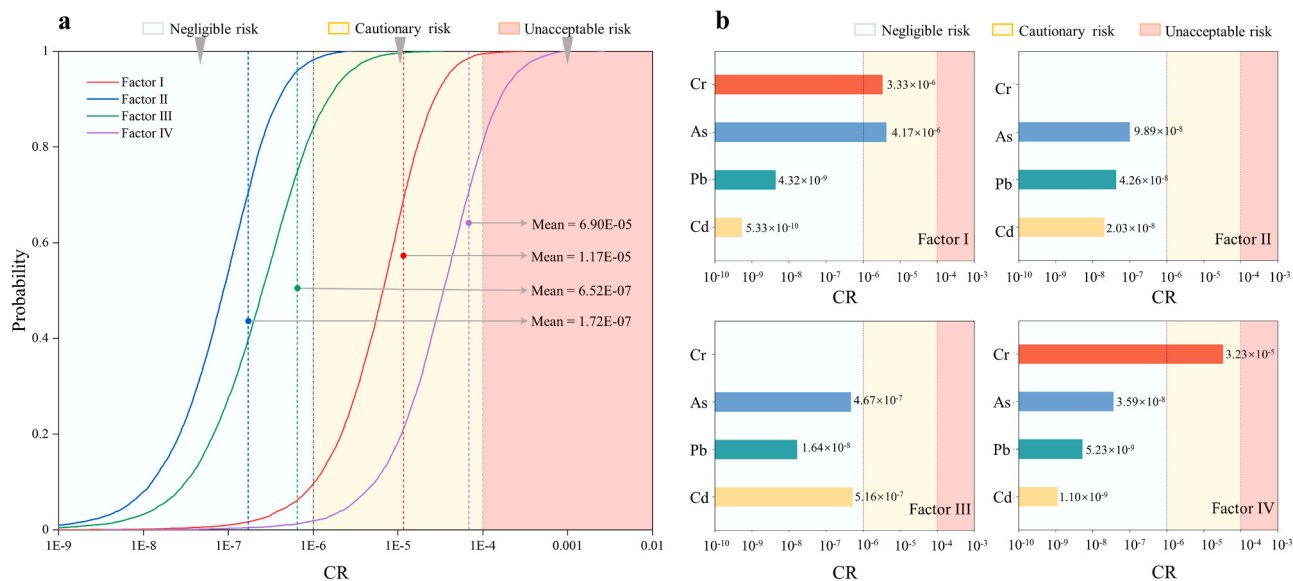 a
Negligible risk
Cautionary risk
Unacceptable risk
1
0.8
0.6
0.4
0.2
0
Probability
Factor I
Factor II
Factor III
Factor IV
Mean = 6.90E-05
Mean = 1.17E-05
Mean = 6.52E-07
Mean = 1.72E-07
1E-9 1E-8 1E-7 1E-6 1E-5 1E-4 0.001 0.01
CR
b
Negligible risk
Cautionary risk
Unacceptable risk
Cr 3.33×10⁻⁶
As 4.17×10⁻⁶
Pb 4.32×10⁻⁹
Cd 5.33×10⁻¹⁰
Factor I
10⁻¹⁰ 10⁻⁹ 10⁻⁸ 10⁻⁷ 10⁻⁶ 10⁻⁵ 10⁻⁴ 10⁻³
CR
Cr
As 9.89×10⁻⁸
Pb 4.26×10⁻⁸
Cd 2.03×10⁻⁸
Factor II
10⁻¹⁰ 10⁻⁹ 10⁻⁸ 10⁻⁷ 10⁻⁶ 10⁻⁵ 10⁻⁴ 10⁻³
CR
Cr
As 4.67×10⁻⁷
Pb 1.64×10⁻⁸
Cd 5.16×10⁻⁷
Factor III
10⁻¹⁰ 10⁻⁹ 10⁻⁸ 10⁻⁷ 10⁻⁶ 10⁻⁵ 10⁻⁴ 10⁻³
CR
Cr 3.23×10⁻⁵
As 3.59×10⁻⁸
Pb 5.23×10⁻⁹
Cd 1.10×10⁻⁹
Factor IV
10⁻¹⁰ 10⁻⁹ 10⁻⁸ 10⁻⁷ 10⁻⁶ 10⁻⁵ 10⁻⁴ 10⁻³
CR